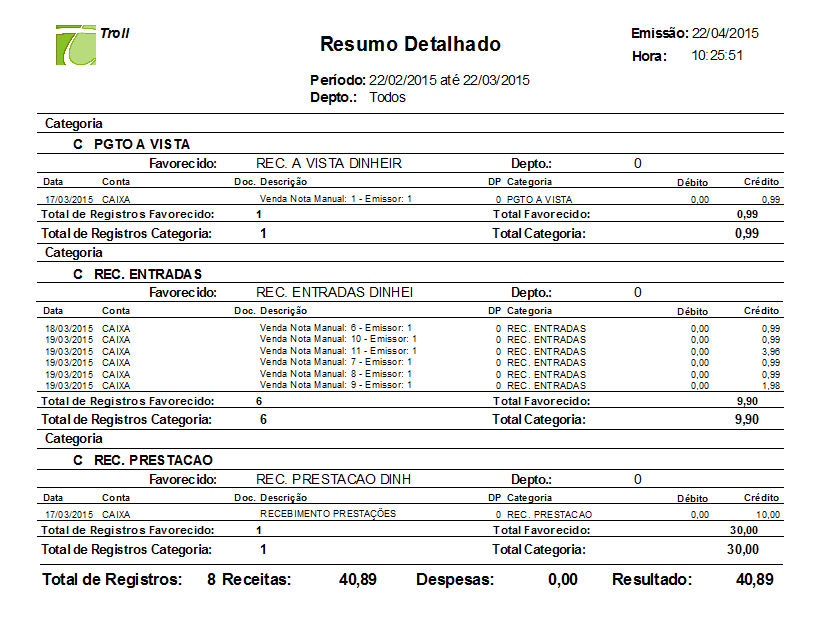 Troll
Resumo Detalhado
Emissão: 22/04/2015
Hora: 10:25:51
Período: 22/02/2015 até 22/03/2015
Depto.: Todos
Categoria
C PGTO A VISTA
Favorecido: REC. A VISTA DINHEIR Depto.: 0
Data Conta Doc. Descrição DP Categoria Débito Crédito
17/03/2015 CAIXA Venda Nota Manual: 1 - Emissor: 1 0 PGTO A VISTA 0,00 0,99
Total de Registros Favorecido: 1 Total Favorecido: 0,99
Total de Registros Categoria: 1 Total Categoria: 0,99
Categoria
C REC. ENTRADAS
Favorecido: REC. ENTRADAS DINHEI Depto.: 0
Data Conta Doc. Descrição DP Categoria Débito Crédito
18/03/2015 CAIXA Venda Nota Manual: 6 - Emissor: 1 0 REC. ENTRADAS 0,00 0,99
19/03/2015 CAIXA Venda Nota Manual: 10 - Emissor: 1 0 REC. ENTRADAS 0,00 0,99
19/03/2015 CAIXA Venda Nota Manual: 11 - Emissor: 1 0 REC. ENTRADAS 0,00 3,96
19/03/2015 CAIXA Venda Nota Manual: 7 - Emissor: 1 0 REC. ENTRADAS 0,00 0,99
19/03/2015 CAIXA Venda Nota Manual: 8 - Emissor: 1 0 REC. ENTRADAS 0,00 0,99
19/03/2015 CAIXA Venda Nota Manual: 9 - Emissor: 1 0 REC. ENTRADAS 0,00 1,98
Total de Registros Favorecido: 6 Total Favorecido: 9,90
Total de Registros Categoria: 6 Total Categoria: 9,90
Categoria
C REC. PRESTACAO
Favorecido: REC. PRESTACAO DINH Depto.: 0
Data Conta Doc. Descrição DP Categoria Débito Crédito
17/03/2015 CAIXA RECEBIMENTO PRESTAÇÕES 0 REC. PRESTACAO 0,00 10,00
Total de Registros Favorecido: 1 Total Favorecido: 30,00
Total de Registros Categoria: 1 Total Categoria: 30,00
Total de Registros: 8 Receitas: 40,89 Despesas: 0,00 Resultado: 40,89